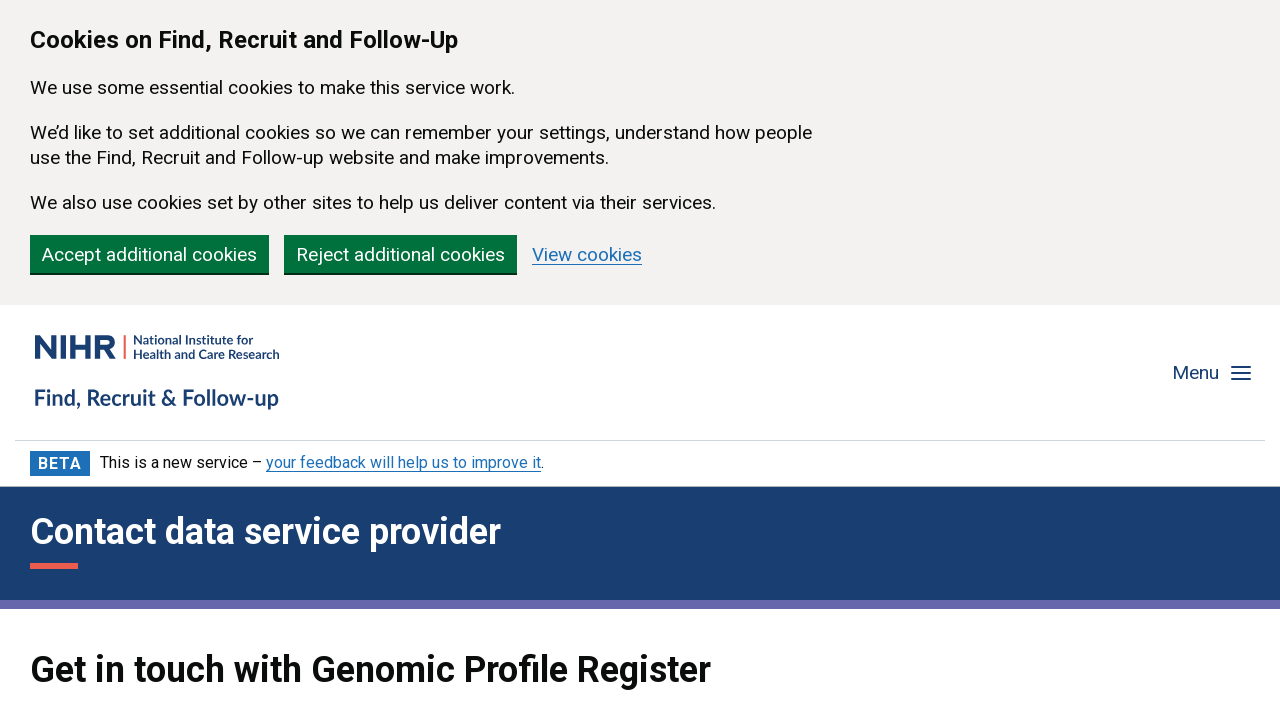 Cookies on Find, Recruit and Follow-Up
We use some essential cookies to make this service work.
We’d like to set additional cookies so we can remember your settings, understand how people
use the Find, Recruit and Follow-up website and make improvements.
We also use cookies set by other sites to help us deliver content via their services.
Accept additional cookies Reject additional cookies View cookies
NIHR National Institute for
Health and Care Research
Find, Recruit & Follow-up
Menu
BETA This is a new service – your feedback will help us to improve it.
Contact data service provider
Get in touch with Genomic Profile Register